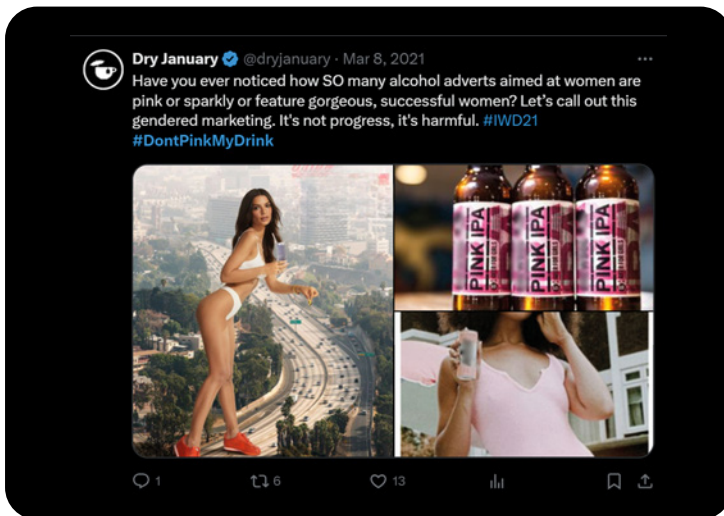 Dry January @dryjanuary · Mar 8, 2021
Have you ever noticed how SO many alcohol adverts aimed at women are
pink or sparkly or feature gorgeous, successful women? Let’s call out this
gendered marketing. It's not progress, it's harmful. #IWD21
#DontPinkMyDrink
PINK IPA
PINK IPA
PINK IPA
1
6
13